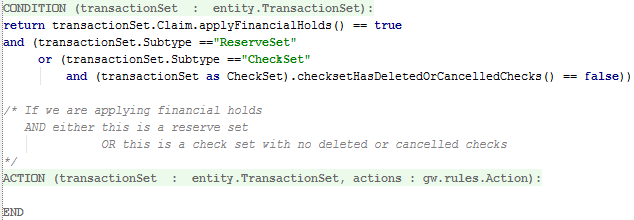 CONDITION (transactionSet  :  entity.TransactionSet):
return transactionSet.Claim.applyFinancialHolds() == true
and (transactionSet.Subtype =="ReserveSet"
     or (transactionSet.Subtype =="CheckSet"
         and (transactionSet as CheckSet).checksetHasDeletedOrCancelledChecks() == false))
/* If we are applying financial holds
   AND either this is a reserve set
              OR this is a check set with no deleted or cancelled checks
*/
ACTION (transactionSet  :  entity.TransactionSet, actions : gw.rules.Action):
END